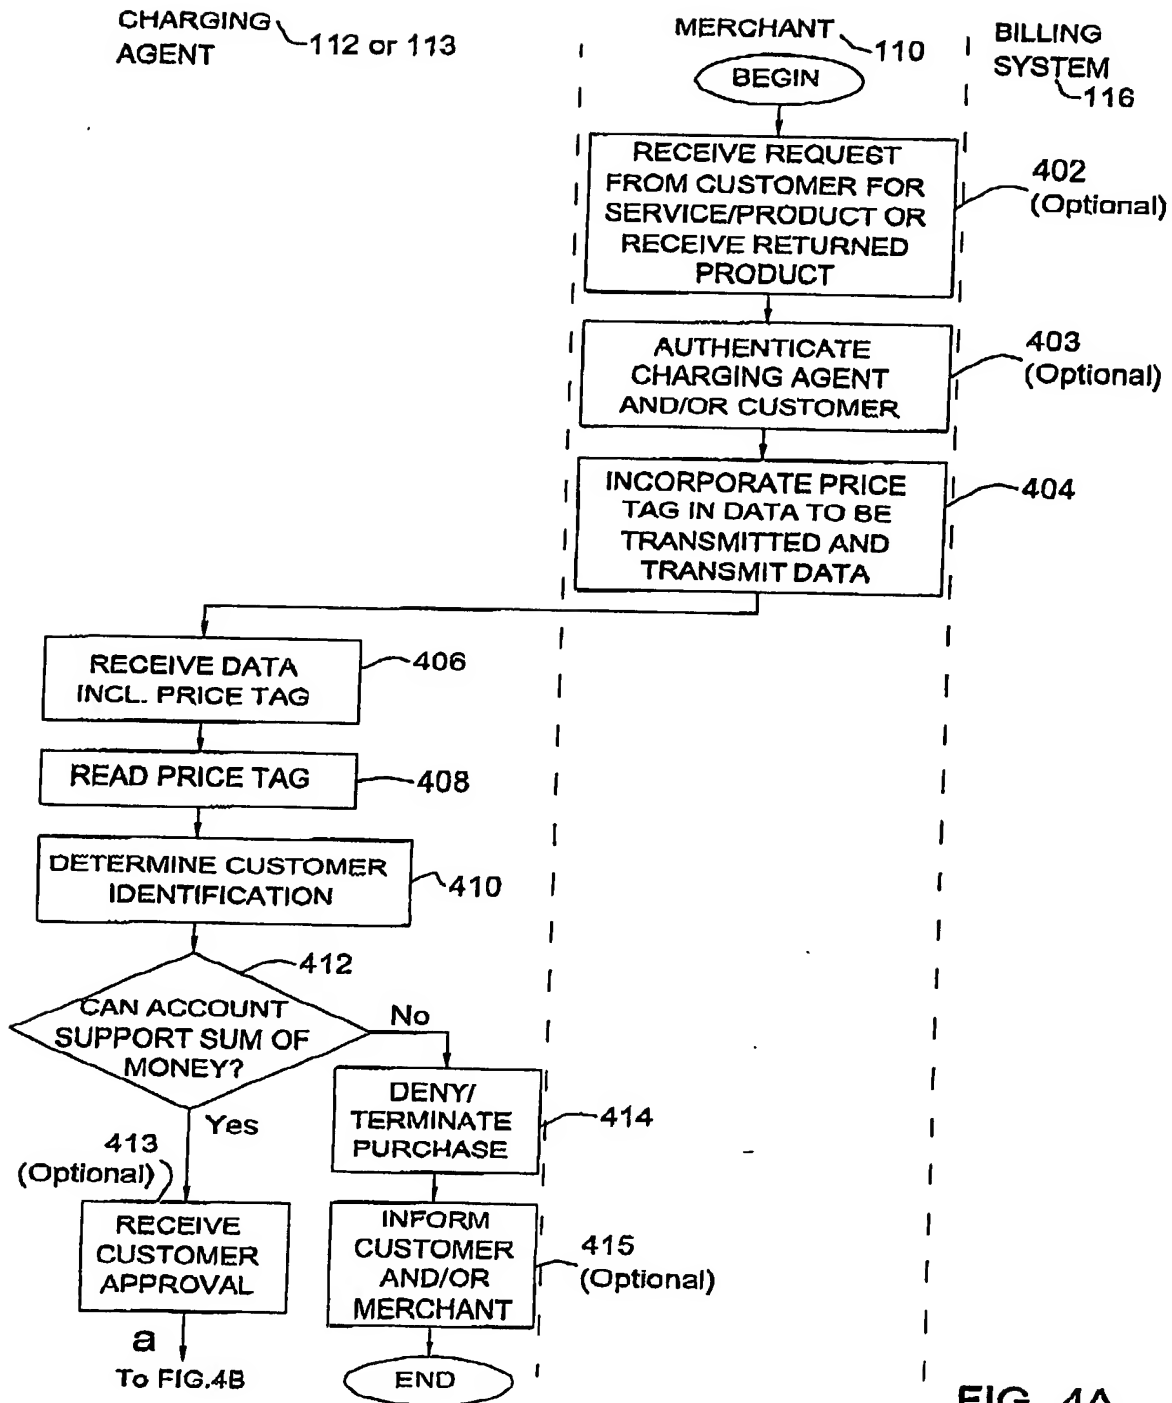 CHARGING
AGENT
112 or 113
MERCHANT
110
BILLING
SYSTEM
116
BEGIN
RECEIVE REQUEST
FROM CUSTOMER FOR
SERVICE/PRODUCT OR
RECEIVE RETURNED
PRODUCT
402
(Optional)
AUTHENTICATE
CHARGING AGENT
AND/OR CUSTOMER
403
(Optional)
INCORPORATE PRICE
TAG IN DATA TO BE
TRANSMITTED AND
TRANSMIT DATA
404
RECEIVE DATA
INCL. PRICE TAG
406
READ PRICE TAG
408
DETERMINE CUSTOMER
IDENTIFICATION
410
CAN ACCOUNT
SUPPORT SUM OF
MONEY?
412
No
Yes
DENY/
TERMINATE
PURCHASE
414
413
(Optional)
RECEIVE
CUSTOMER
APPROVAL
INFORM
CUSTOMER
AND/OR
MERCHANT
415
(Optional)
a
To FIG.4B
END
FIG. 4A